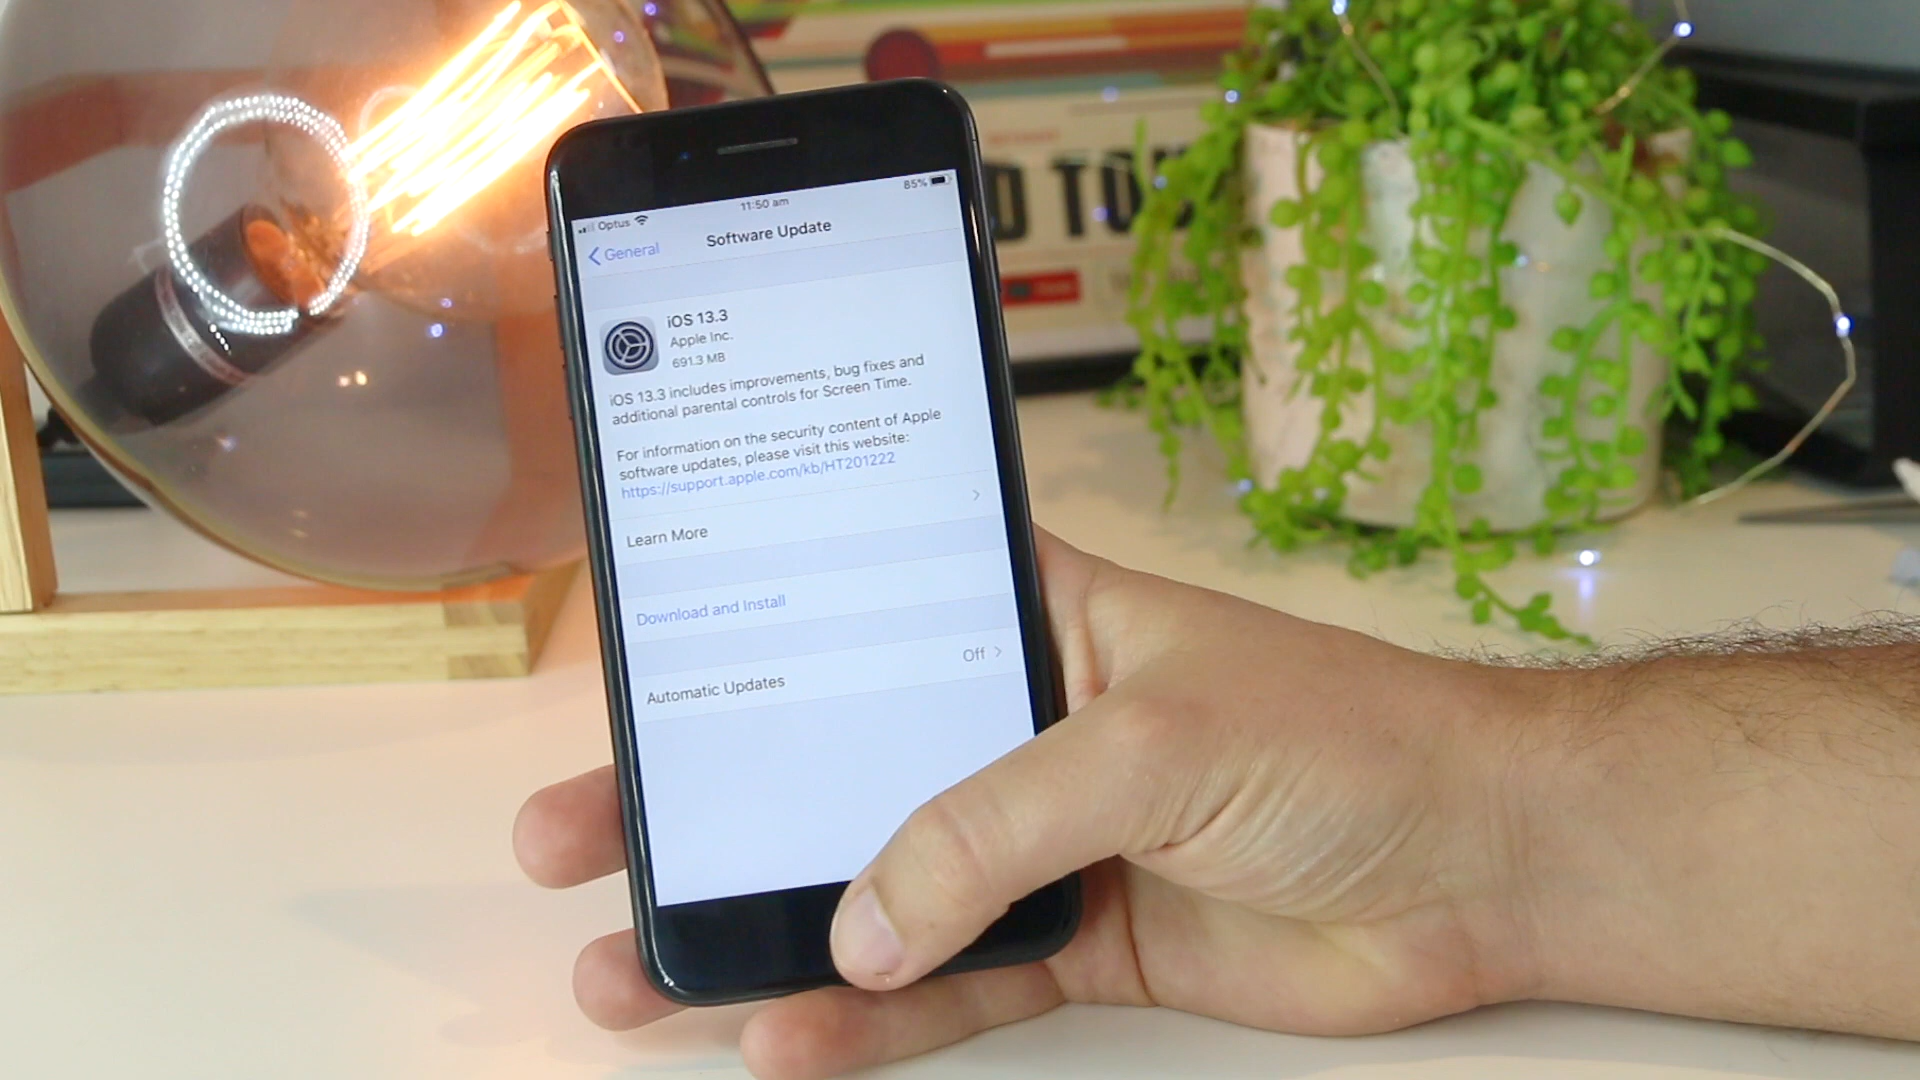 Optus
11:50 am
85%
General
Software Update
iOS 13.3
Apple Inc.
691.3 MB
iOS 13.3 includes improvements, bug fixes and
additional parental controls for Screen Time.
For information on the security content of Apple
software updates, please visit this website:
https://support.apple.com/kb/HT201222
Learn More
Download and Install
Automatic Updates
Off